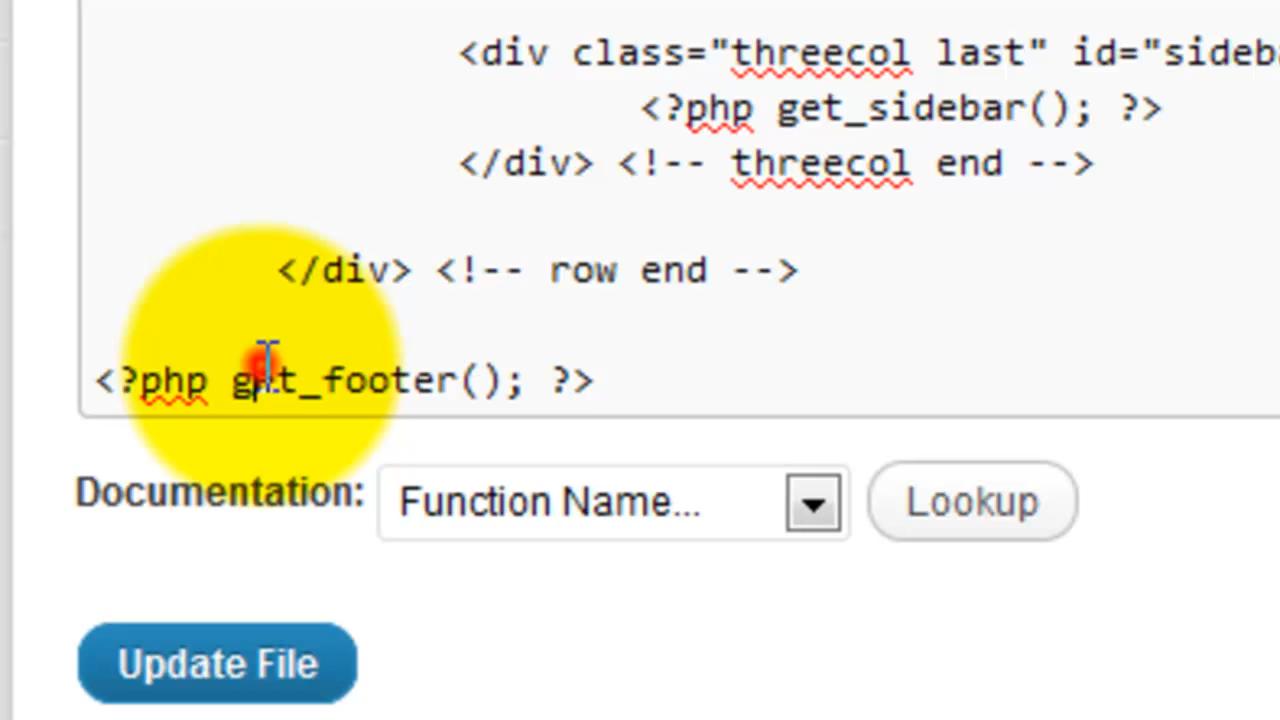 <div class="threecol last" id="sideb
<?php get_sidebar(); ?>
</div> <!-- threecol end -->
</div> <!-- row end -->
<?php get_footer(); ?>
Documentation: Function Name... Lookup
Update File